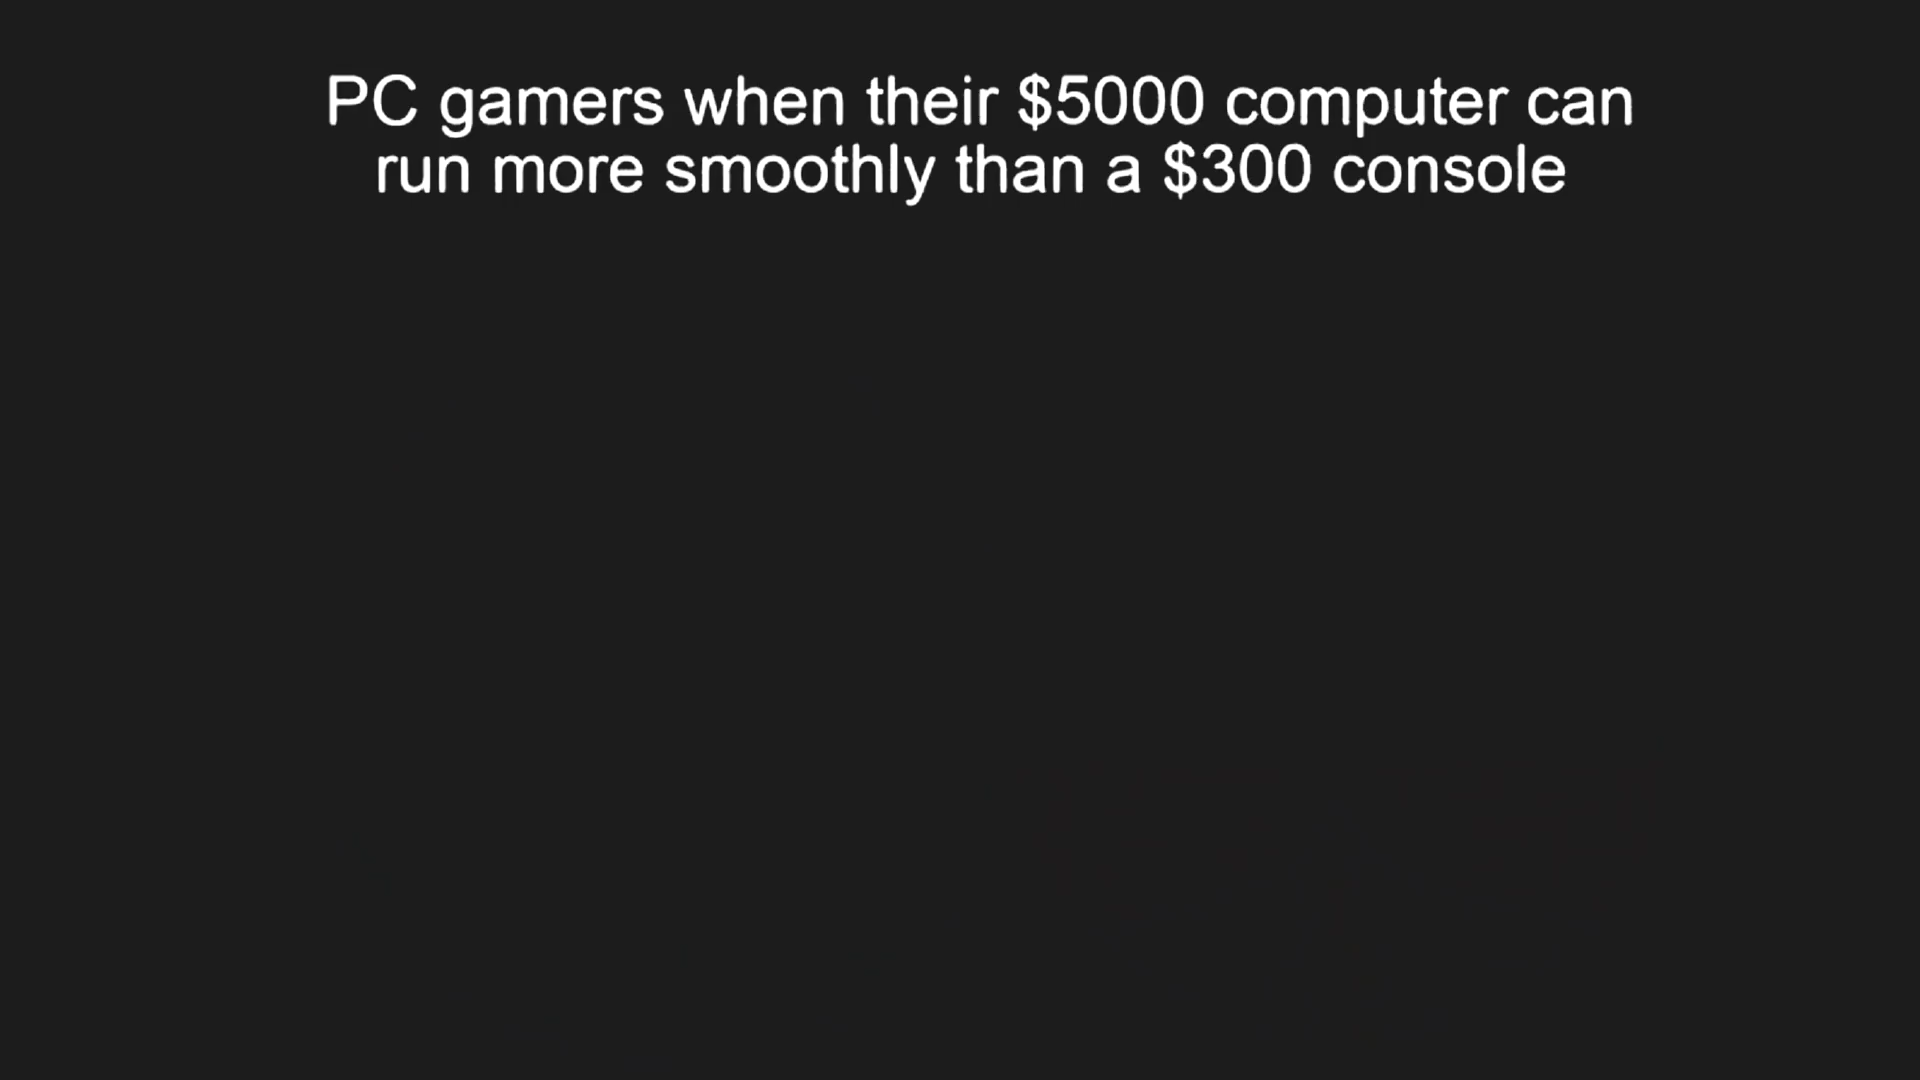 PC gamers when their $5000 computer can
run more smoothly than a $300 console